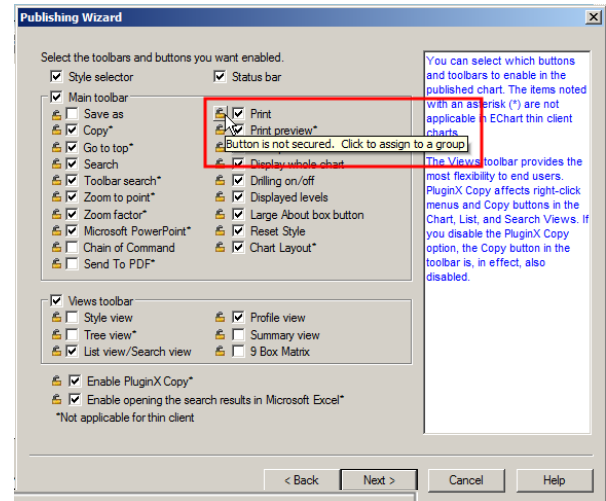 Publishing Wizard
Select the toolbars and buttons you want enabled.
Style selector
Status bar
Main toolbar
Save as
Copy*
Go to top*
Search
Toolbar search*
Zoom to point*
Zoom factor*
Microsoft PowerPoint*
Chain of Command
Send To PDF*
Print
Print preview*
Button is not secured. Click to assign to a group
Display whole chart
Drilling on/off
Displayed levels
Large About box button
Reset Style
Chart Layout*
Views toolbar
Style view
Tree view*
List view/Search view
Profile view
Summary view
9 Box Matrix
Enable PluginX Copy*
Enable opening the search results in Microsoft Excel*
*Not applicable for thin client
You can select which buttons
and toolbars to enable in the
published chart. The items noted
with an asterisk (*) are not
applicable in EChart thin client
charts.
The Views toolbar provides the
most flexibility to end users.
PluginX Copy affects right-click
menus and Copy buttons in the
Chart, List, and Search Views. If
you disable the PluginX Copy
option, the Copy button in the
toolbar is, in effect, also
disabled.
< Back
Next >
Cancel
Help